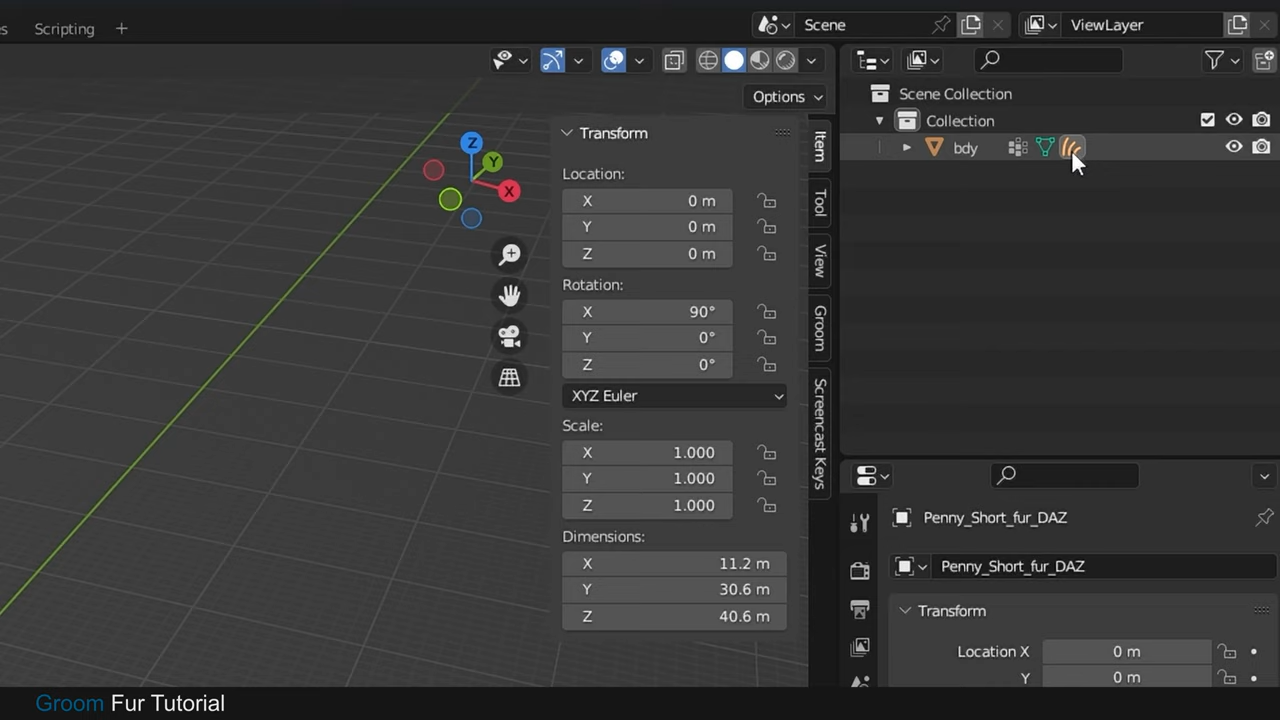 s Scripting +
Scene
ViewLayer
Options
Scene Collection
Collection
bdy
Z
Y
X
Transform
Location:
X 0 m
Y 0 m
Z 0 m
Rotation:
X 90°
Y 0°
Z 0°
XYZ Euler
Scale:
X 1.000
Y 1.000
Z 1.000
Dimensions:
X 11.2 m
Y 30.6 m
Z 40.6 m
Item
Tool
View
Groom
Screencast Keys
Penny_Short_fur_DAZ
Penny_Short_fur_DAZ
Transform
Location X 0 m
Y 0 m
Groom Fur Tutorial